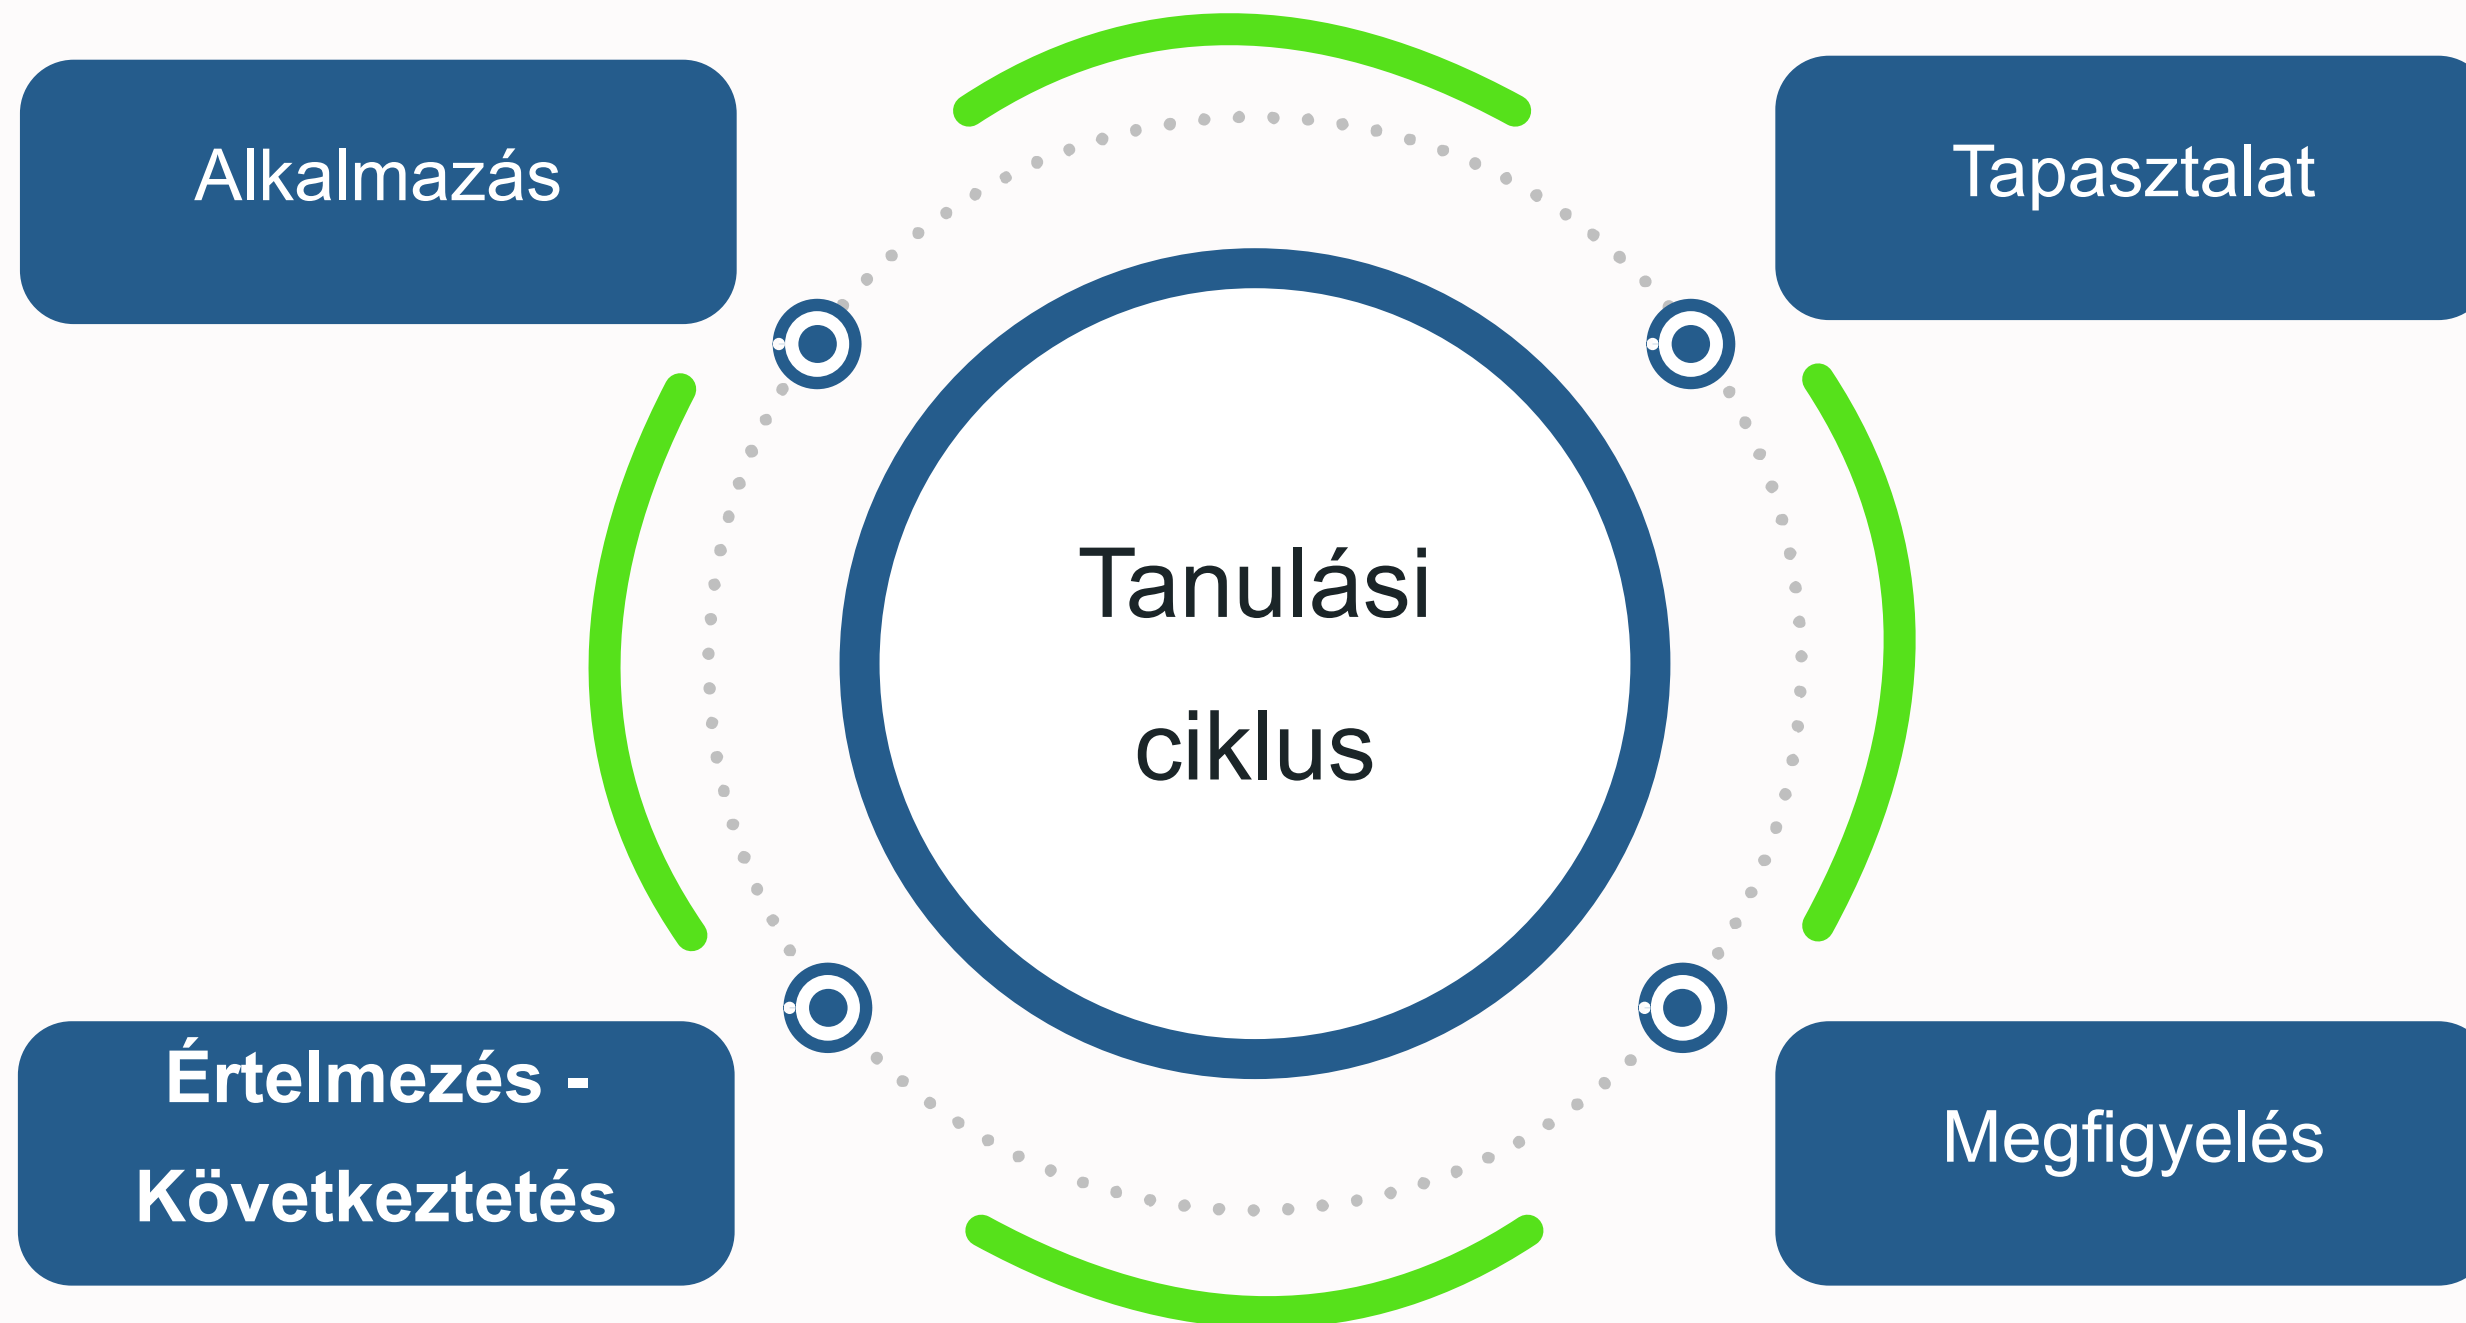 Alkalmazás
Tapasztalat
Tanulási
ciklus
Értelmezés -
Következtetés
Megfigyelés